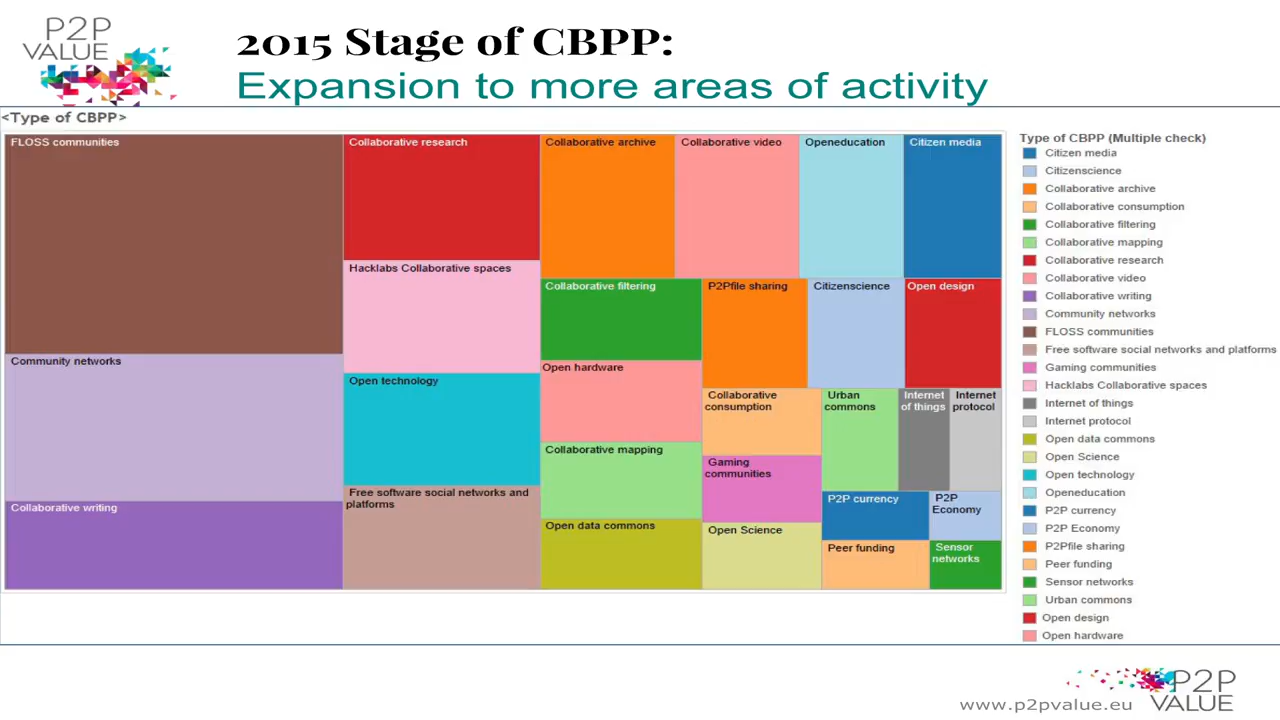 P2P
VALUE
2015 Stage of CBPP:
Expansion to more areas of activity
<Type of CBPP>
FLOSS communities
Community networks
Collaborative writing
Collaborative research
Hacklabs Collaborative spaces
Open technology
Free software social networks and
platforms
Collaborative archive
Collaborative video
Openeducation
Citizen media
Collaborative filtering
Open hardware
Collaborative mapping
Open data commons
P2Pfile sharing
Citizenscience
Open design
Collaborative
consumption
Gaming
communities
Open Science
Urban
commons
Internet
of things
Internet
protocol
P2P currency
P2P
Economy
Peer funding
Sensor
networks
Type of CBPP (Multiple check)
Citizen media
Citizenscience
Collaborative archive
Collaborative consumption
Collaborative filtering
Collaborative mapping
Collaborative research
Collaborative video
Collaborative writing
Community networks
FLOSS communities
Free software social networks and platforms
Gaming communities
Hacklabs Collaborative spaces
Internet of things
Internet protocol
Open data commons
Open Science
Open technology
Openeducation
P2P currency
P2P Economy
P2Pfile sharing
Peer funding
Sensor networks
Urban commons
Open design
Open hardware
www.p2pvalue.eu
P2P
VALUE